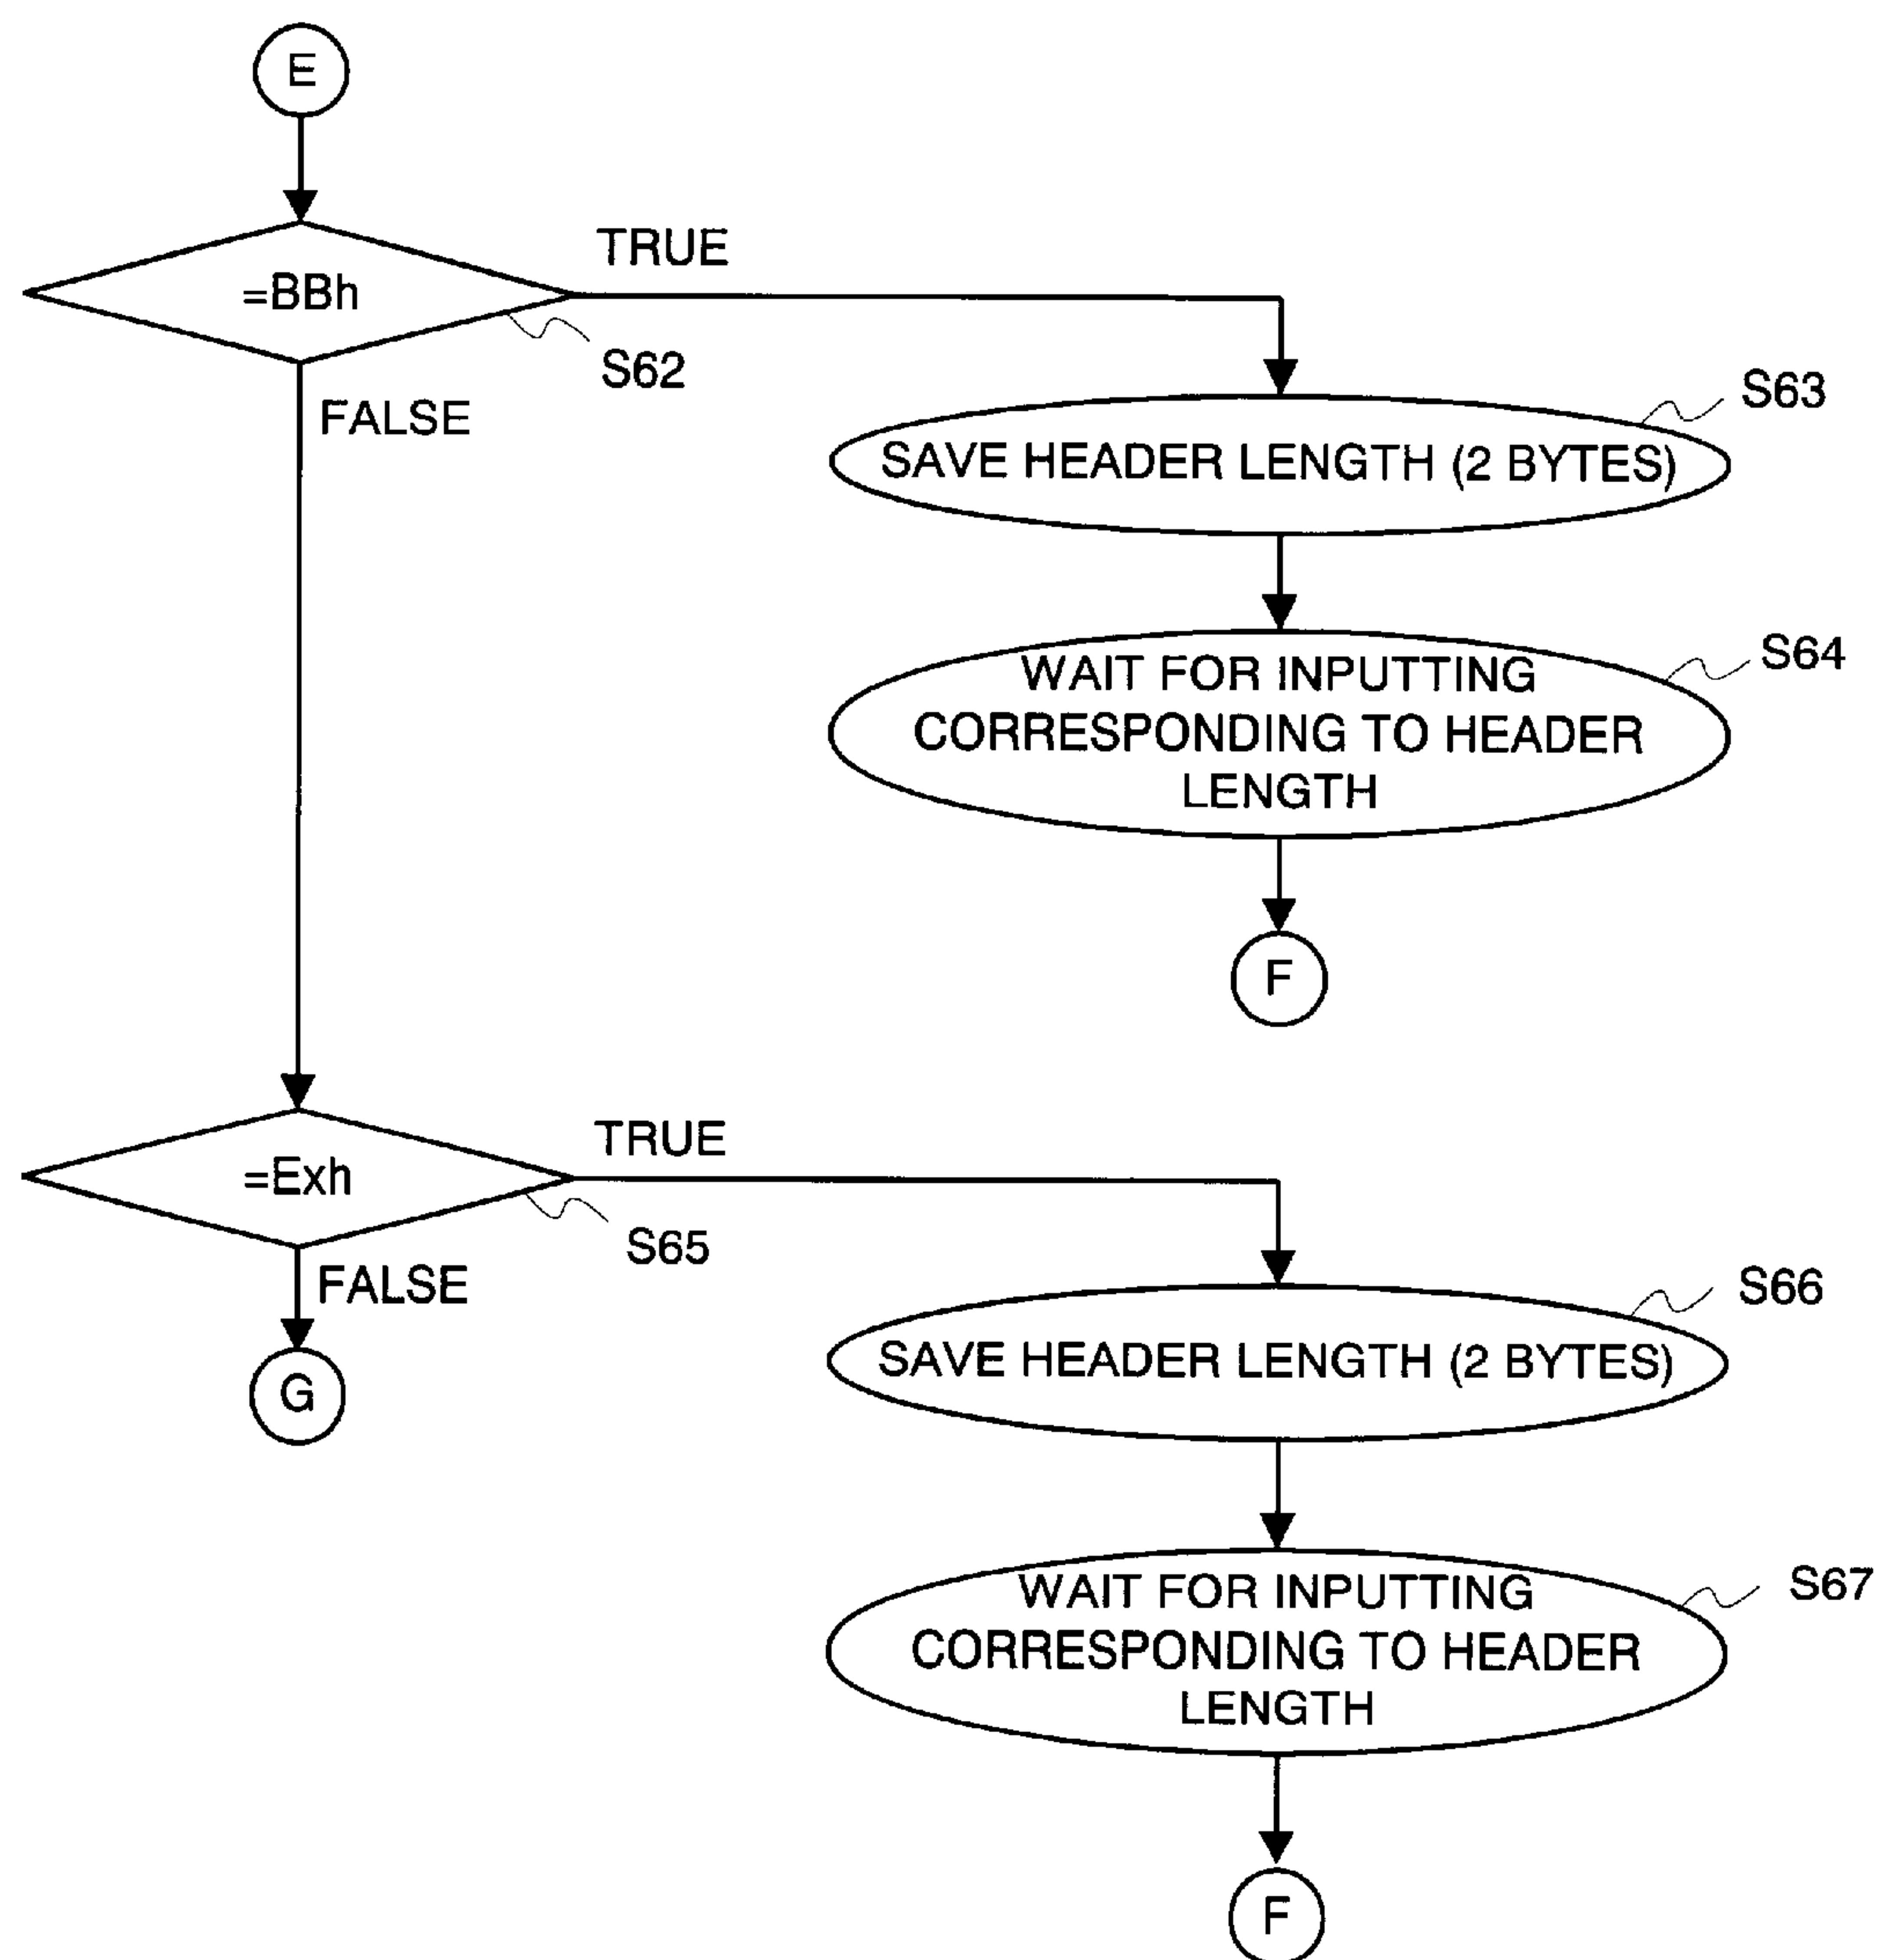 E
=BBh
TRUE
S62
FALSE
S63
SAVE HEADER LENGTH (2 BYTES)
S64
WAIT FOR INPUTTING
CORRESPONDING TO HEADER
LENGTH
F
=Exh
TRUE
S65
FALSE
G
S66
SAVE HEADER LENGTH (2 BYTES)
S67
WAIT FOR INPUTTING
CORRESPONDING TO HEADER
LENGTH
F